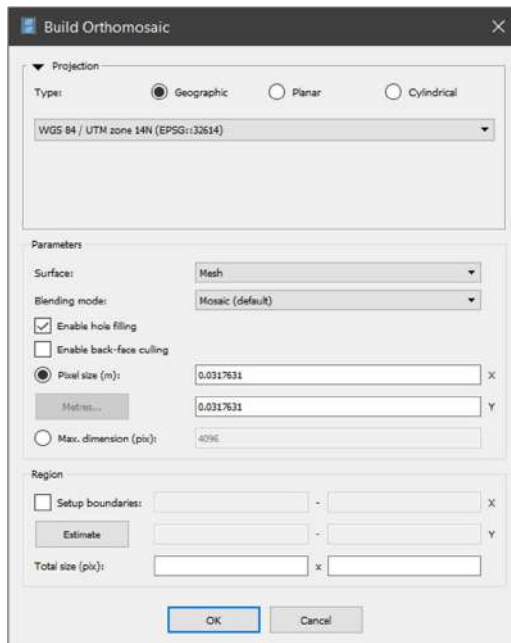 Build Orthomosaic
Projection
Type: Geographic Planar Cylindrical
WGS 84 / UTM zone 14N (EPSG::32614)
Parameters
Surface: Mesh
Blending mode: Mosaic (default)
Enable hole filling
Enable back-face culling
Pixel size (m): 0.0317631 X
Metres... 0.0317631 Y
Max. dimension (pix): 4096
Region
Setup boundaries: - X
Estimate - Y
Total size (pix): x
OK Cancel